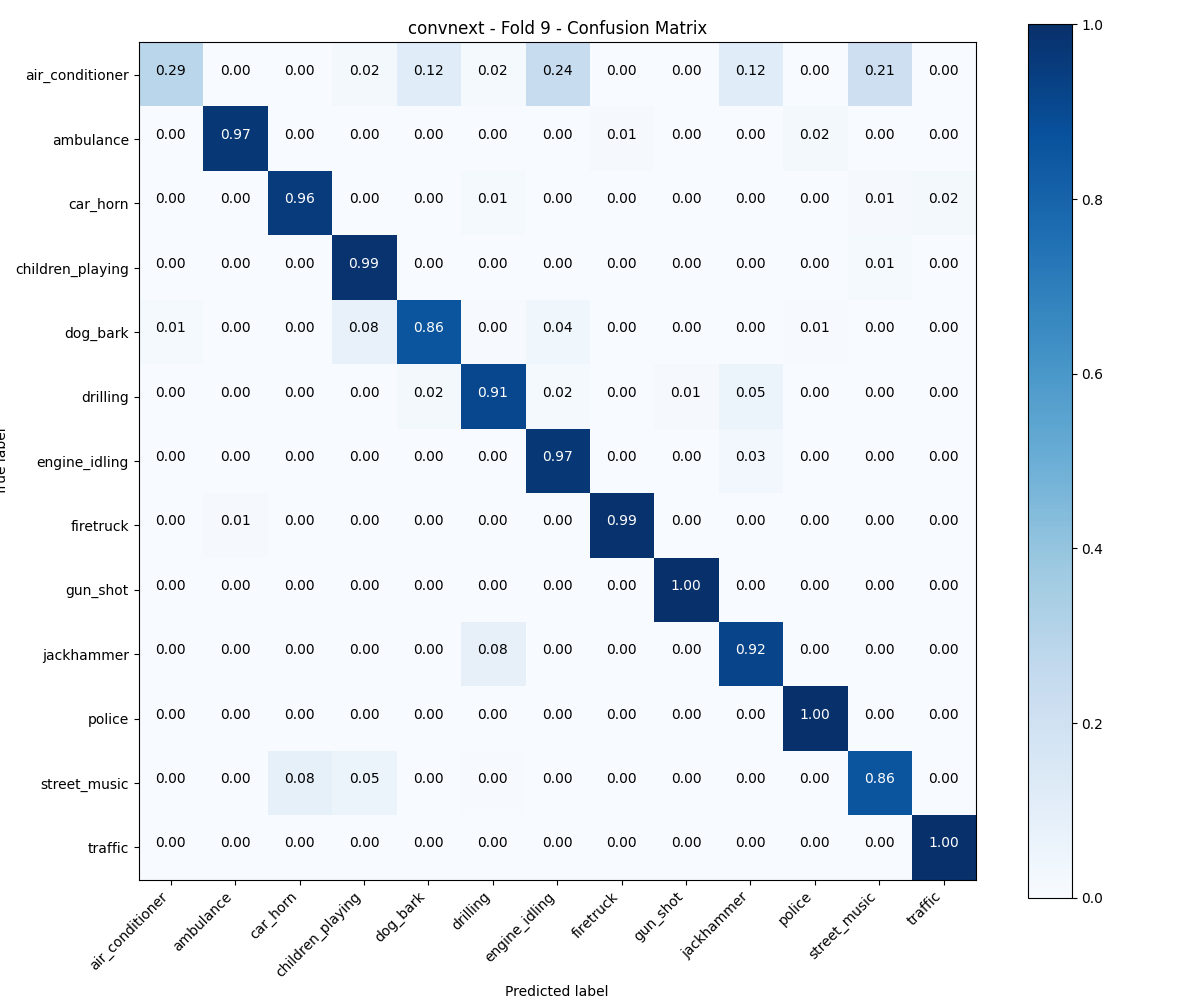 convnext - Fold 9 - Confusion Matrix
air_conditioner 0.29 0.00 0.00 0.02 0.12 0.02 0.24 0.00 0.00 0.12 0.00 0.21 0.00
ambulance 0.00 0.97 0.00 0.00 0.00 0.00 0.00 0.01 0.00 0.00 0.02 0.00 0.00
car_horn 0.00 0.00 0.96 0.00 0.00 0.01 0.00 0.00 0.00 0.00 0.00 0.01 0.02
children_playing 0.00 0.00 0.00 0.99 0.00 0.00 0.00 0.00 0.00 0.00 0.00 0.01 0.00
dog_bark 0.01 0.00 0.00 0.08 0.86 0.00 0.04 0.00 0.00 0.00 0.01 0.00 0.00
drilling 0.00 0.00 0.00 0.00 0.02 0.91 0.02 0.00 0.01 0.05 0.00 0.00 0.00
engine_idling 0.00 0.00 0.00 0.00 0.00 0.00 0.97 0.00 0.00 0.03 0.00 0.00 0.00
firetruck 0.00 0.01 0.00 0.00 0.00 0.00 0.00 0.99 0.00 0.00 0.00 0.00 0.00
gun_shot 0.00 0.00 0.00 0.00 0.00 0.00 0.00 0.00 1.00 0.00 0.00 0.00 0.00
jackhammer 0.00 0.00 0.00 0.00 0.00 0.08 0.00 0.00 0.00 0.92 0.00 0.00 0.00
police 0.00 0.00 0.00 0.00 0.00 0.00 0.00 0.00 0.00 0.00 1.00 0.00 0.00
street_music 0.00 0.00 0.08 0.05 0.00 0.00 0.00 0.00 0.00 0.00 0.00 0.86 0.00
traffic 0.00 0.00 0.00 0.00 0.00 0.00 0.00 0.00 0.00 0.00 0.00 0.00 1.00
air_conditioner ambulance car_horn children_playing dog_bark drilling engine_idling firetruck gun_shot jackhammer police street_music traffic
Predicted label
1.0
0.8
0.6
0.4
0.2
0.0